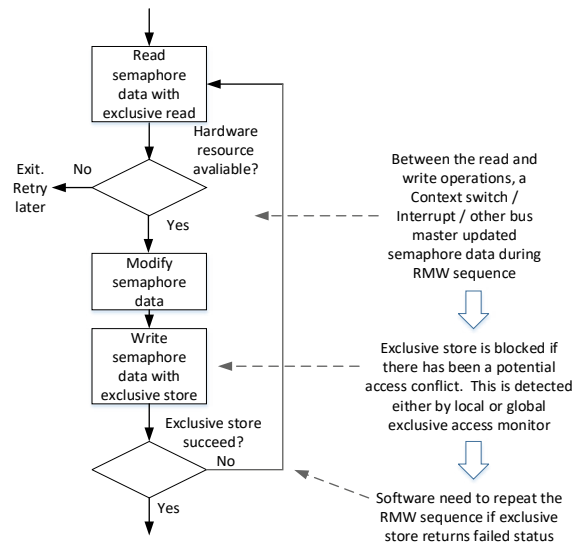 Read
semaphore
data with
exclusive read
Hardware
resource
avaliable?
Exit.
Retry
later
No
Yes
Modify
semaphore
data
Write
semaphore
data with
exclusive store
Exclusive store
succeed?
No
Yes
Between the read and
write operations, a
Context switch /
Interrupt / other bus
master updated
semaphore data during
RMW sequence
Exclusive store is blocked if
there has been a potential
access conflict. This is detected
either by local or global
exclusive access monitor
Software need to repeat the
RMW sequence if exclusive
store returns failed status